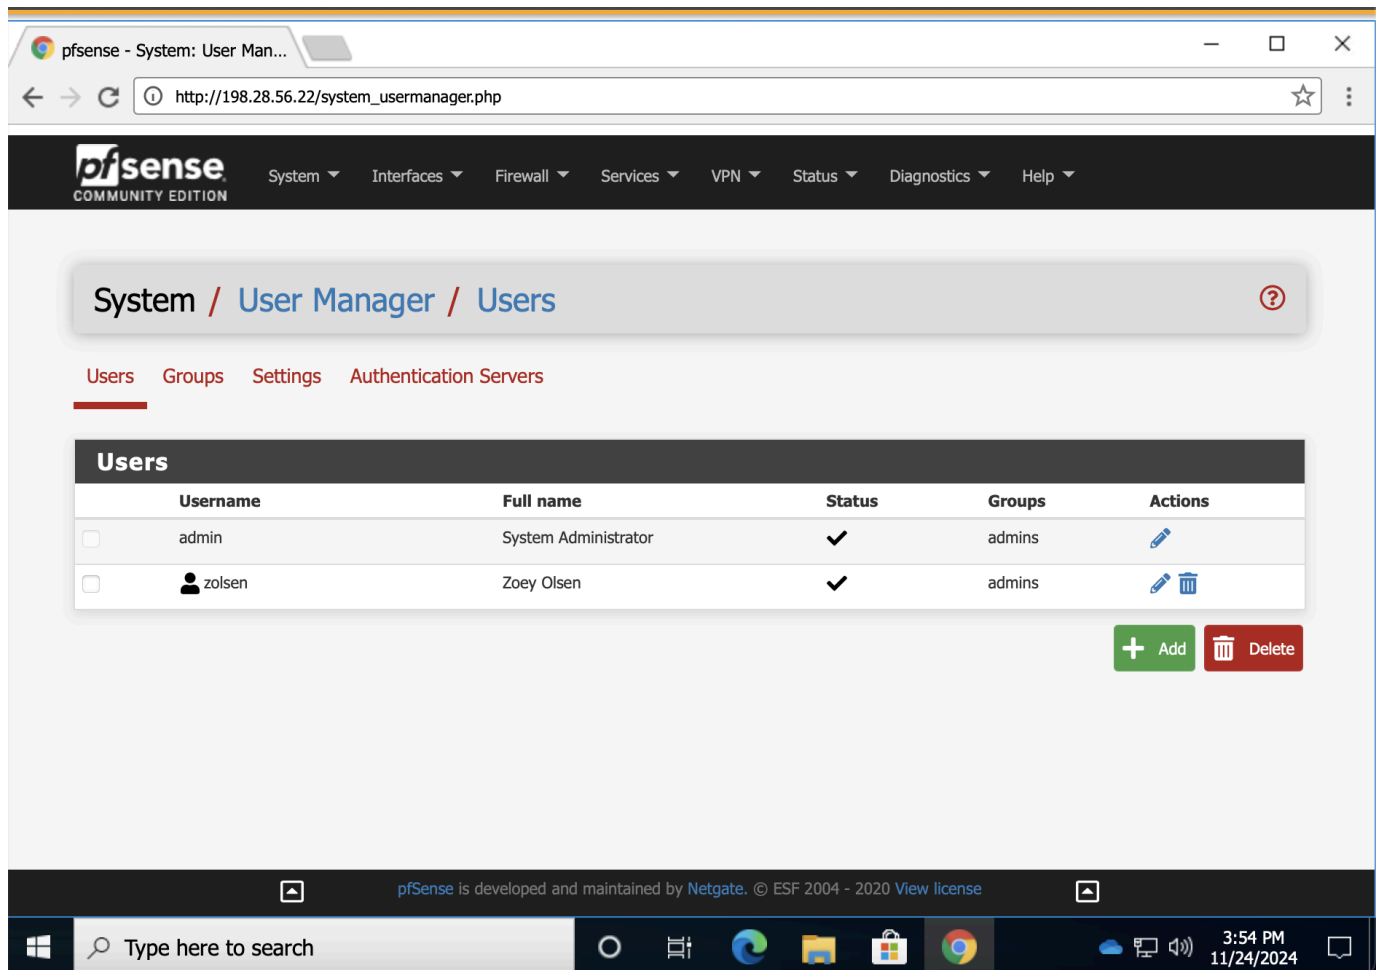 pfsense - System: User Man...
http://198.28.56.22/system_usermanager.php
pfsense
COMMUNITY EDITION
System Interfaces Firewall Services VPN Status Diagnostics Help
System / User Manager / Users
Users Groups Settings Authentication Servers
Users
Username Full name Status Groups Actions
admin System Administrator admins
zolsen Zoey Olsen admins
Add Delete
pfSense is developed and maintained by Netgate. © ESF 2004 - 2020 View license
Type here to search
3:54 PM
11/24/2024